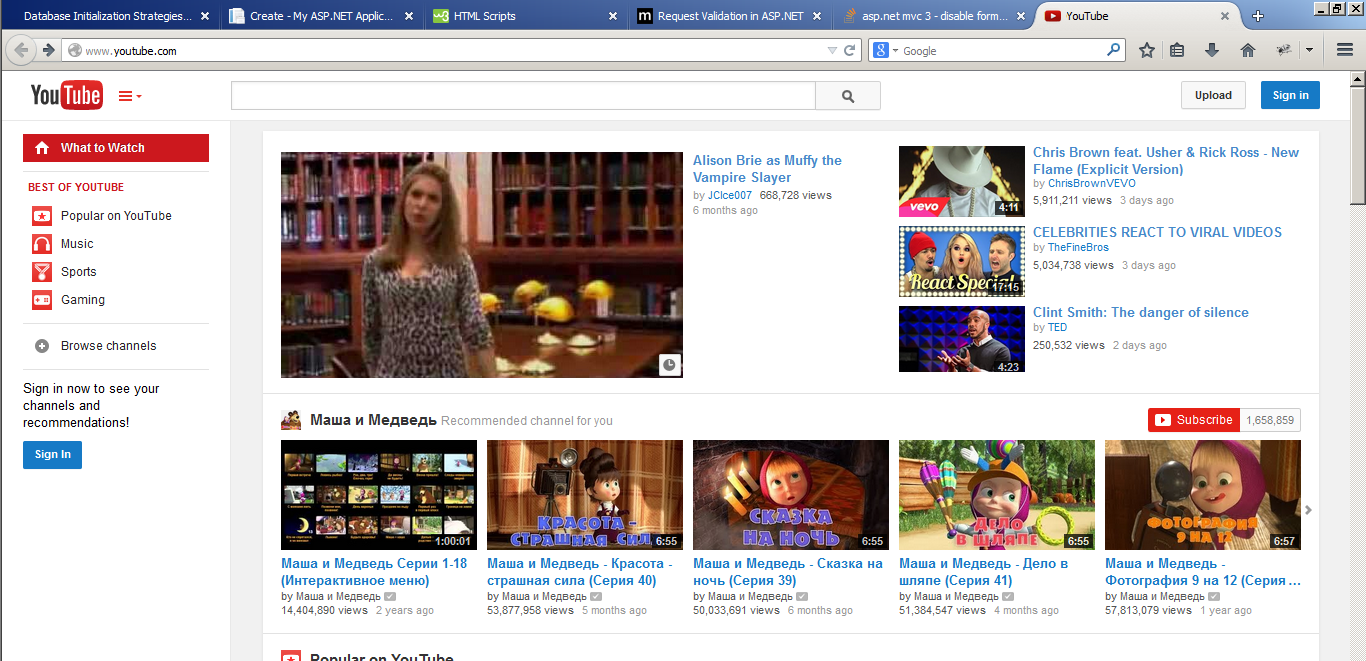 Database Initialization Strategies...
Create - My ASP.NET Applic...
HTML Scripts
Request Validation in ASP.NET
asp.net mvc 3 - disable form...
YouTube
www.youtube.com
Google
YouTube
Upload
Sign in
What to Watch
BEST OF YOUTUBE
Popular on YouTube
Music
Sports
Gaming
Browse channels
Sign in now to see your
channels and
recommendations!
Sign In
Alison Brie as Muffy the
Vampire Slayer
by JCIce007 668,728 views
6 months ago
vevo
4:11
Chris Brown feat. Usher & Rick Ross - New
Flame (Explicit Version)
by ChrisBrownVEVO
5,911,211 views 3 days ago
React Special
17:15
CELEBRITIES REACT TO VIRAL VIDEOS
by TheFineBros
5,034,738 views 3 days ago
4:23
Clint Smith: The danger of silence
by TED
250,532 views 2 days ago
Маша и Медведь Recommended channel for you
Subscribe 1,658,859
1:00:01
Маша и Медведь Серии 1-18
(Интерактивное меню)
by Маша и Медведь
14,404,890 views 2 years ago
КРАСОТА -
СТРАШНАЯ СИЛ
6:55
Маша и Медведь - Красота -
страшная сила (Серия 40)
by Маша и Медведь
53,877,958 views 5 months ago
СКАЗКА
НА НОЧЬ
6:55
Маша и Медведь - Сказка на
ночь (Серия 39)
by Маша и Медведь
50,033,691 views 6 months ago
ДЕЛО
В ШЛЯПЕ
6:55
Маша и Медведь - Дело в
шляпе (Серия 41)
by Маша и Медведь
51,384,547 views 4 months ago
ФОТОГРАФИЯ
9 НА 12
6:57
Маша и Медведь -
Фотография 9 на 12 (Серия ...
by Маша и Медведь
57,813,079 views 1 year ago
Popular on YouTube